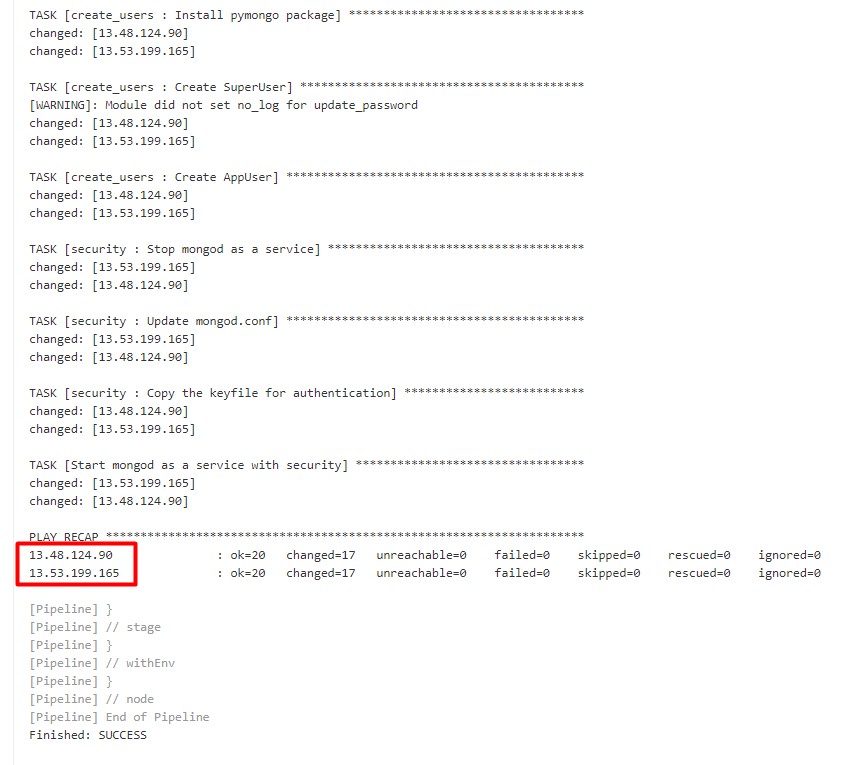 TASK [create_users : Install pymongo package] **********************************
changed: [13.48.124.90]
changed: [13.53.199.165]
TASK [create_users : Create SuperUser] *****************************************
[WARNING]: Module did not set no_log for update_password
changed: [13.48.124.90]
changed: [13.53.199.165]
TASK [create_users : Create AppUser] *******************************************
changed: [13.48.124.90]
changed: [13.53.199.165]
TASK [security : Stop mongod as a service] *************************************
changed: [13.53.199.165]
changed: [13.48.124.90]
TASK [security : Update mongod.conf] *******************************************
changed: [13.53.199.165]
changed: [13.48.124.90]
TASK [security : Copy the keyfile for authentication] **************************
changed: [13.48.124.90]
changed: [13.53.199.165]
TASK [Start mongod as a service with security] *********************************
changed: [13.53.199.165]
changed: [13.48.124.90]
PLAY RECAP *********************************************************************
13.48.124.90               : ok=20   changed=17   unreachable=0    failed=0    skipped=0    rescued=0    ignored=0
13.53.199.165              : ok=20   changed=17   unreachable=0    failed=0    skipped=0    rescued=0    ignored=0
[Pipeline] }
[Pipeline] // stage
[Pipeline] }
[Pipeline] // withEnv
[Pipeline] }
[Pipeline] // node
[Pipeline] End of Pipeline
Finished: SUCCESS